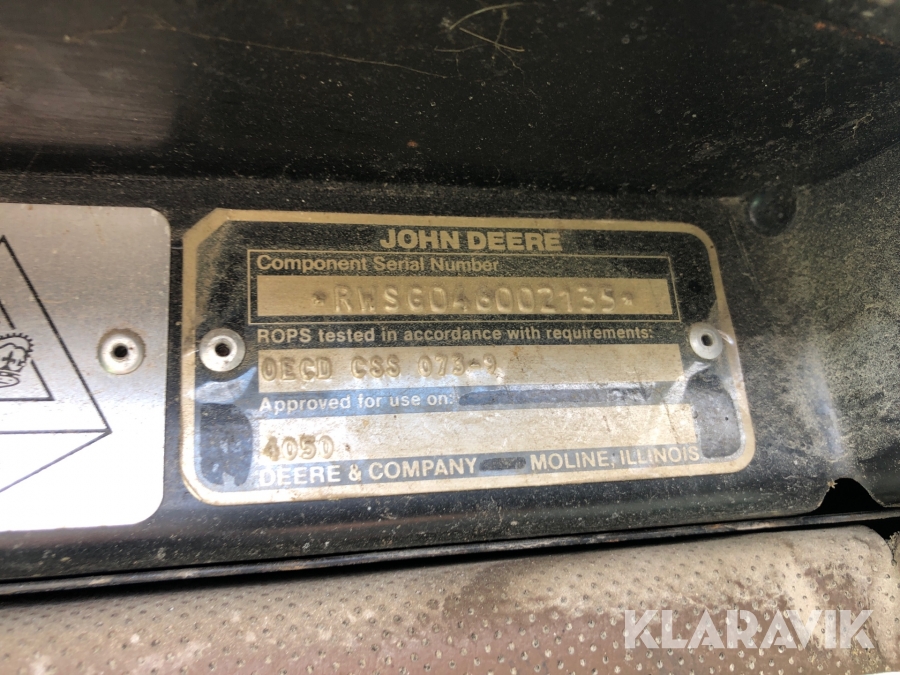 JOHN DEERE
Component Serial Number
*RWSG046002135*
ROPS tested in accordance with requirements:
OECD CSS 073-9
Approved for use on:
4050
DEERE & COMPANY MOLINE, ILLINOIS
KLARAVIK